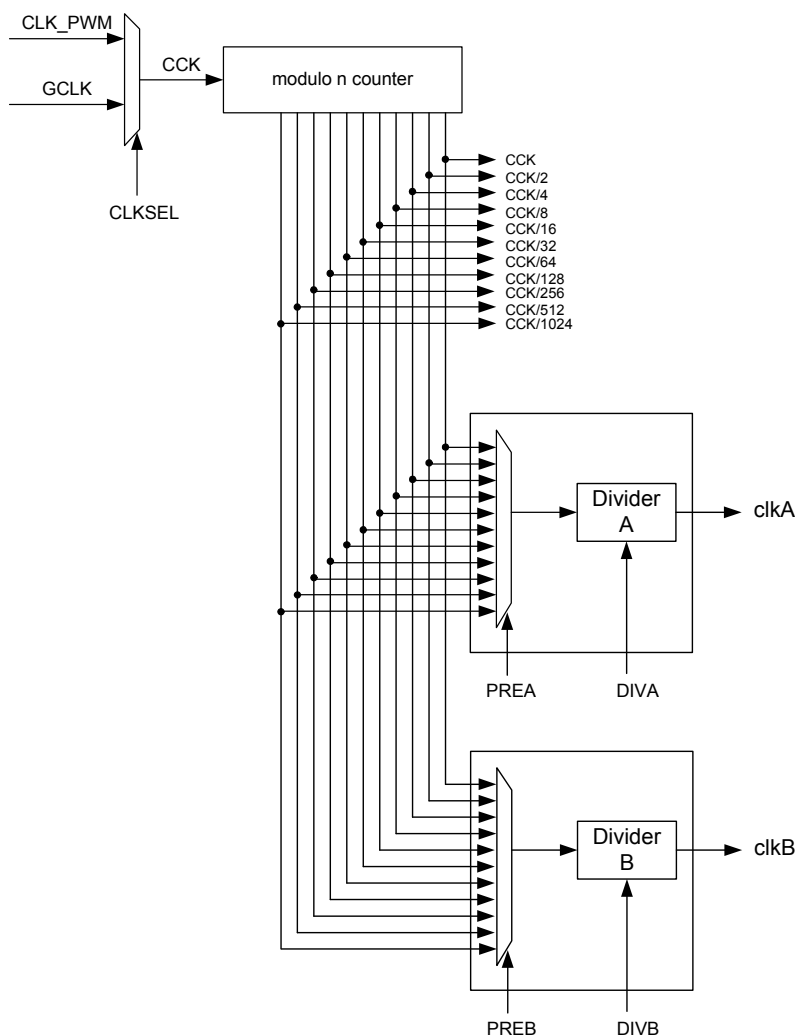 CLK_PWM
GCLK
CCK
modulo n counter
CLKSEL
CCK
CCK/2
CCK/4
CCK/8
CCK/16
CCK/32
CCK/64
CCK/128
CCK/256
CCK/512
CCK/1024
Divider
A
clkA
PREA
DIVA
Divider
B
clkB
PREB
DIVB